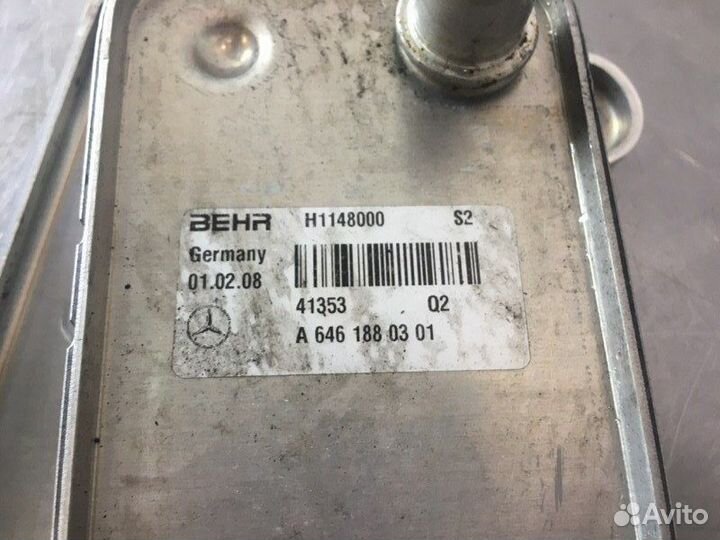 BEHR H1148000 S2
Germany
01.02.08
41353 Q2
A 646 188 03 01
Avito